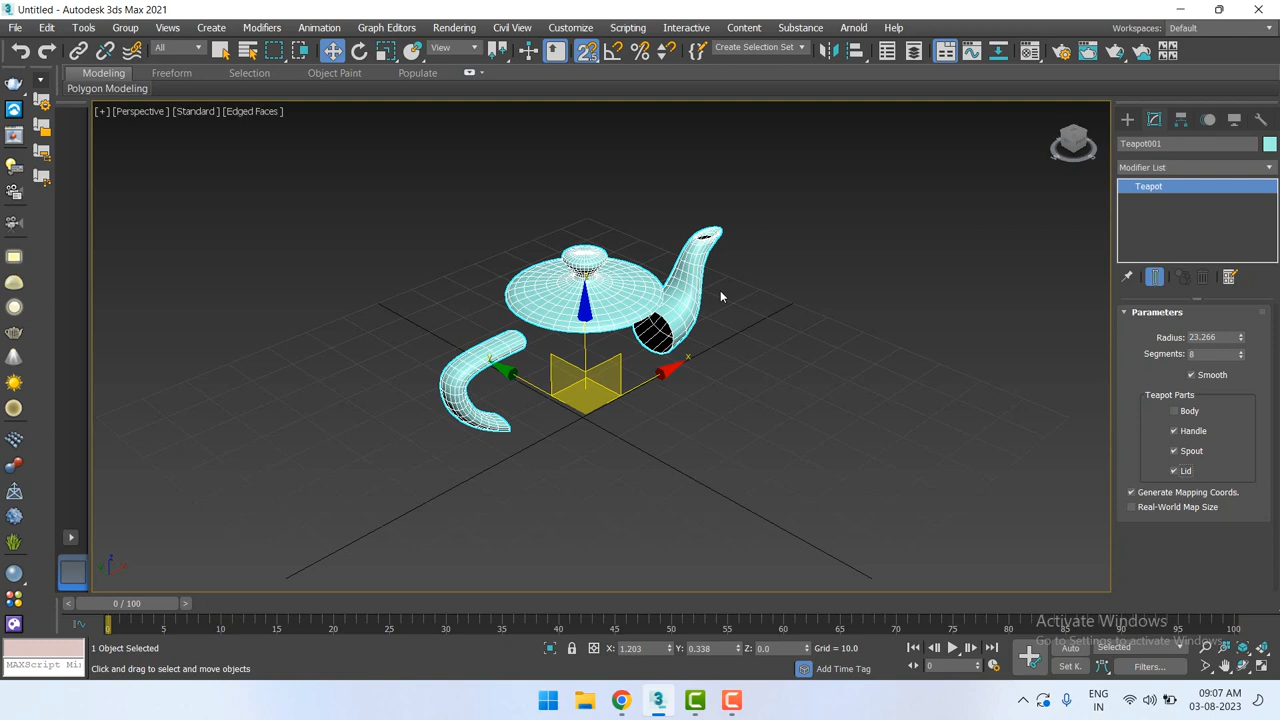 Untitled - Autodesk 3ds Max 2021
File Edit Tools Group Views Create Modifiers Animation Graph Editors Rendering Civil View Customize Scripting Interactive Content Substance Arnold Help Workspaces: Default
All View Create Selection Set
Modeling Freeform Selection Object Paint Populate
Polygon Modeling
[+] [Perspective] [Standard] [Edged Faces]
Teapot001
Modifier List
Teapot
Parameters
Radius: 23.266
Segments: 8
Smooth
Teapot Parts
Body
Handle
Spout
Lid
Generate Mapping Coords.
Real-World Map Size
x
y
z
x
< 0 / 100 >
0 5 10 15 20 25 30 35 40 45 50 55 60 65 70 75 80 85 90 95 100
Activate Windows
Go to Settings to activate Windows.
1 Object Selected X: 1.203 Y: 0.338 Z: 0.0 Grid = 10.0 Auto Selected
MAXScript Mi: Click and drag to select and move objects Add Time Tag 0 Set K. Filters...
ENG
IN
09:07 AM
03-08-2023